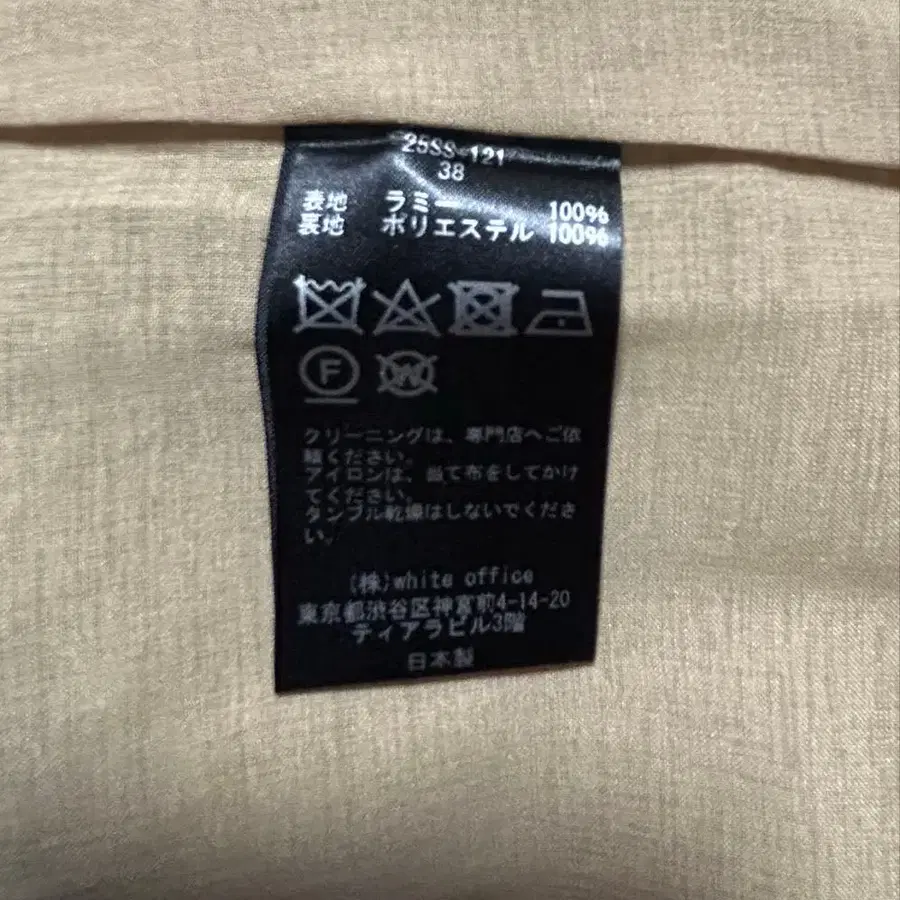 25SS-121
38
表地 ラミー 100%
裏地 ポリエステル 100%
F
W
クリーニングは、専門店へご依
頼ください。
アイロンは、当て布をしてかけ
てください。
タンブル乾燥はしないでくださ
い。
(株)white office
東京都渋谷区神宮前4-14-20
ティアラビル3階
日本製